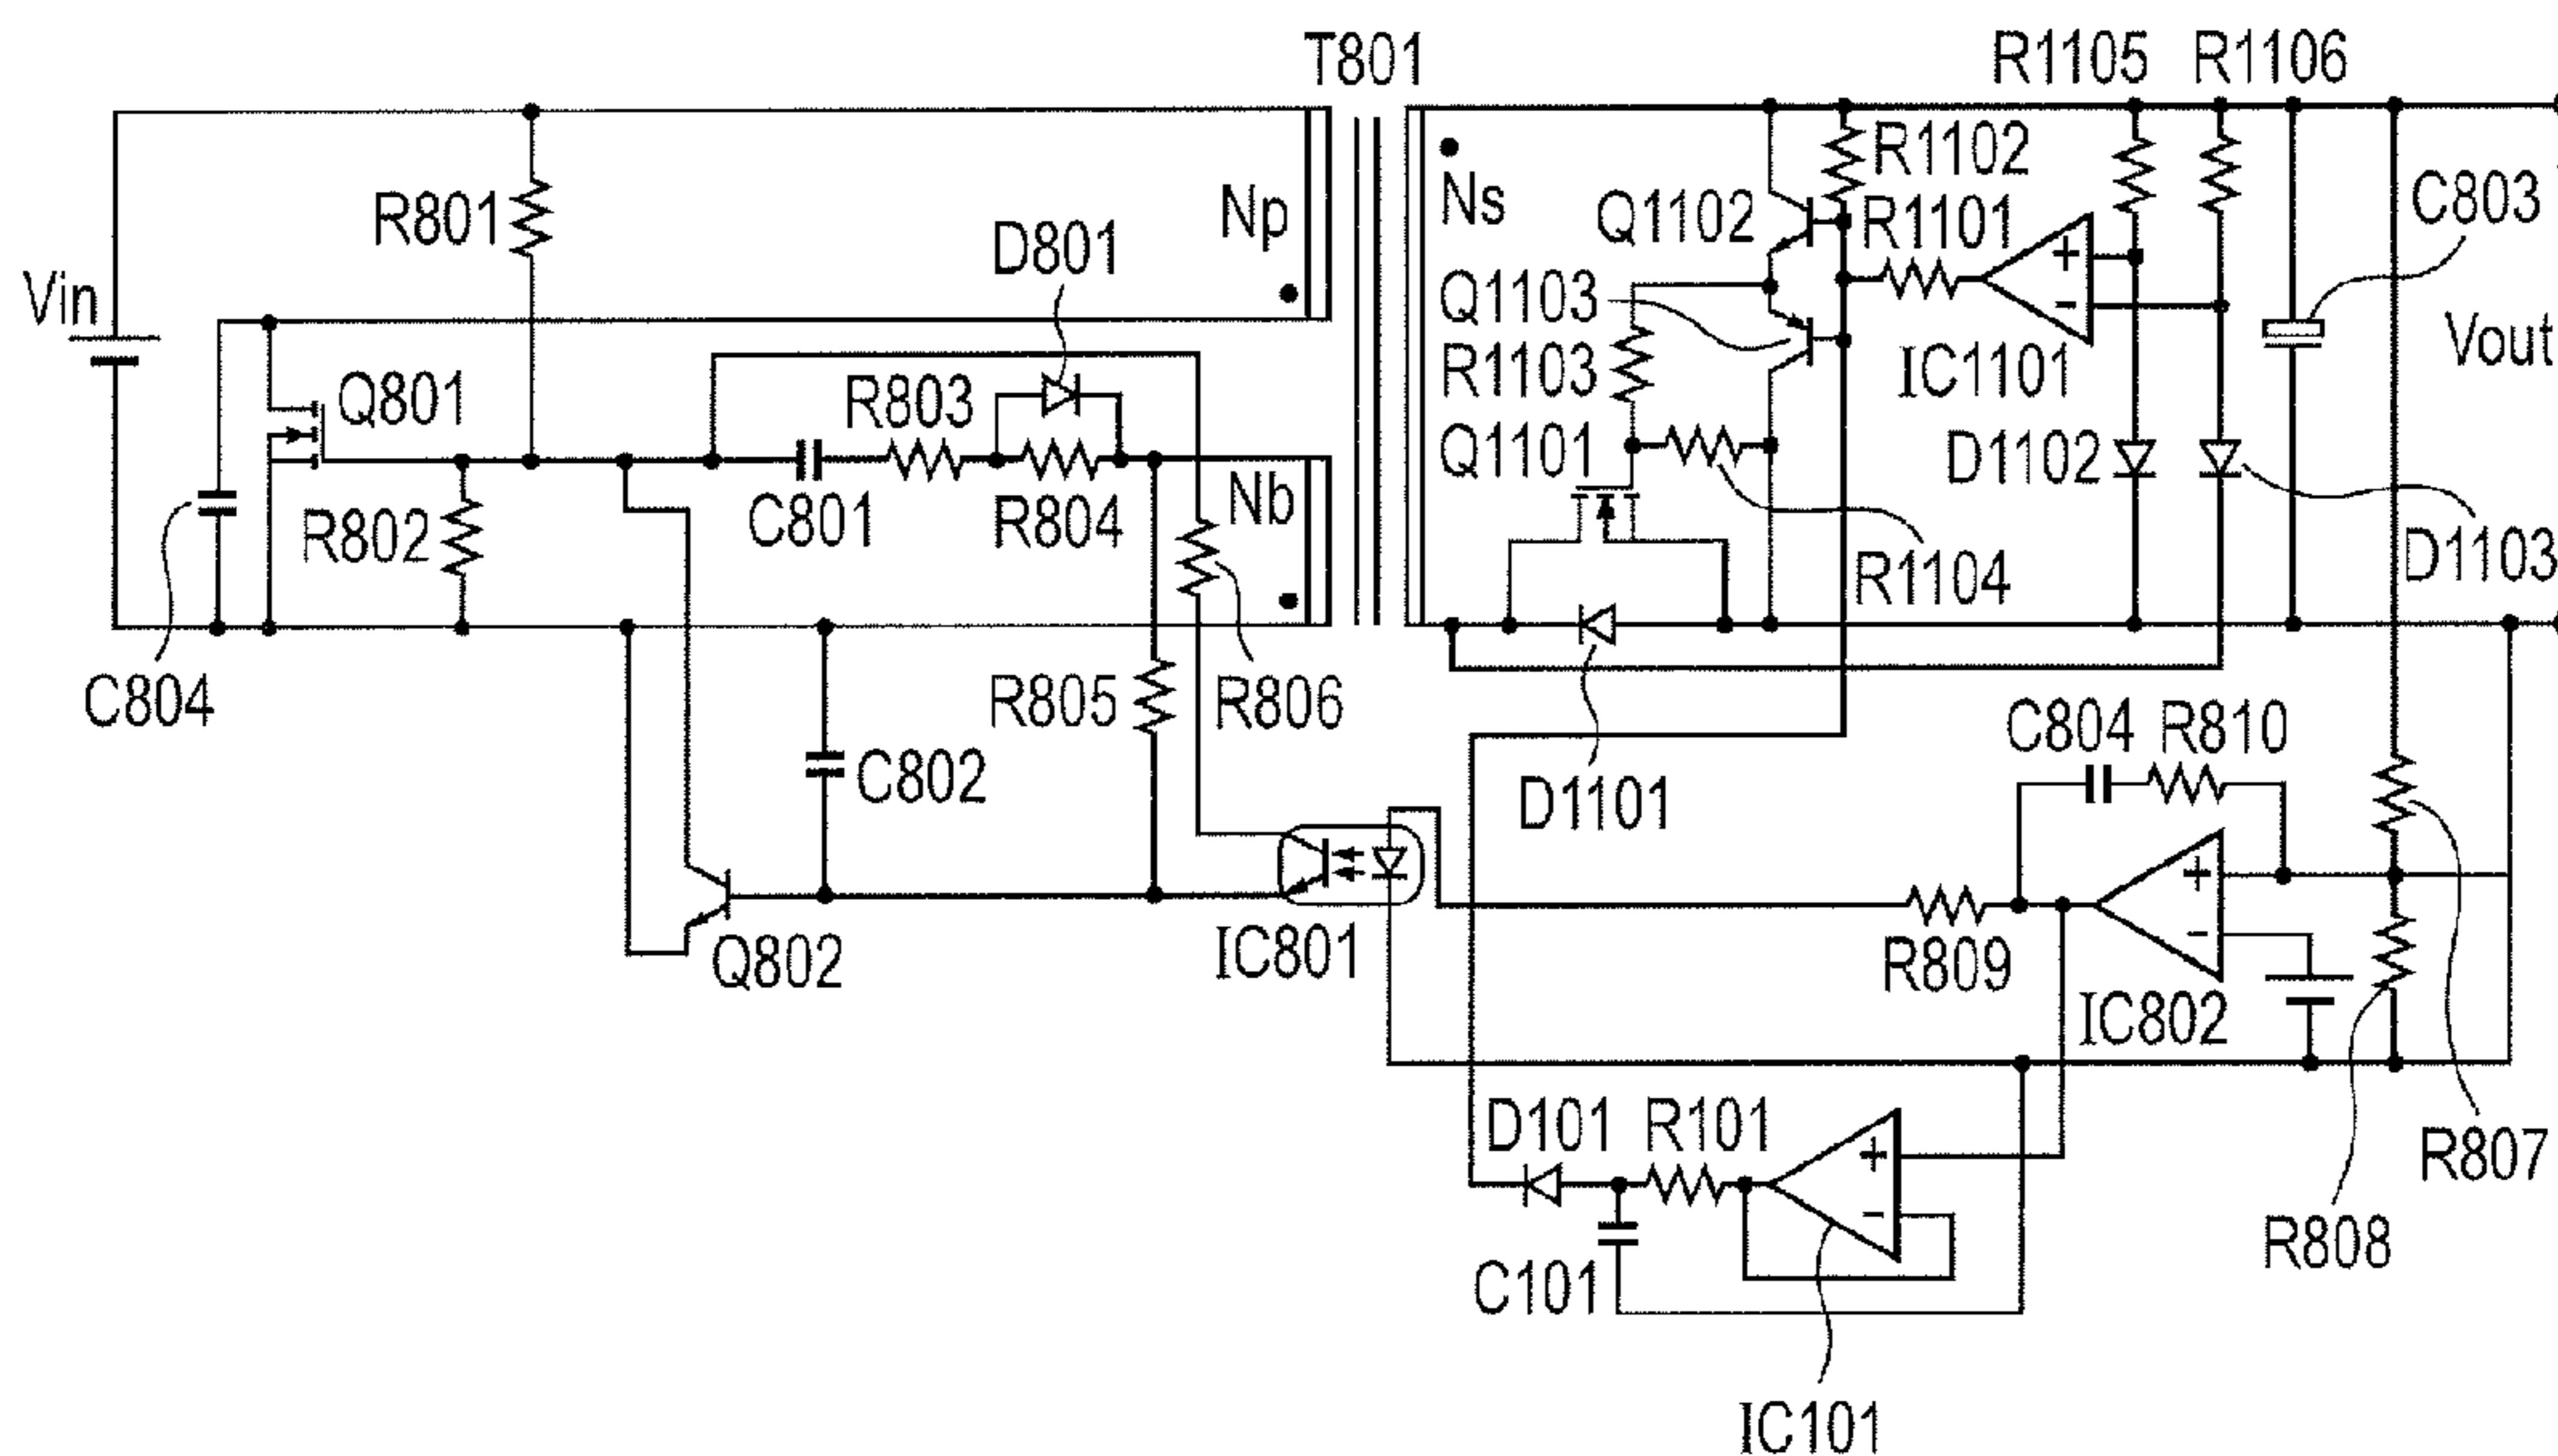 T801
R1105 R1106
R1102
Ns
Np
R801
D801
Q1102
R1101
C803
Vin
Q1103
R1103
IC1101
Vout
Q801
R803
Q1101
D1102
R802
C801
R804
Nb
R1104
D1103
C804
R805
R806
C802
D1101
C804 R810
Q802
IC801
R809
IC802
D101 R101
R807
R808
C101
IC101
+
-
+
-
+
-